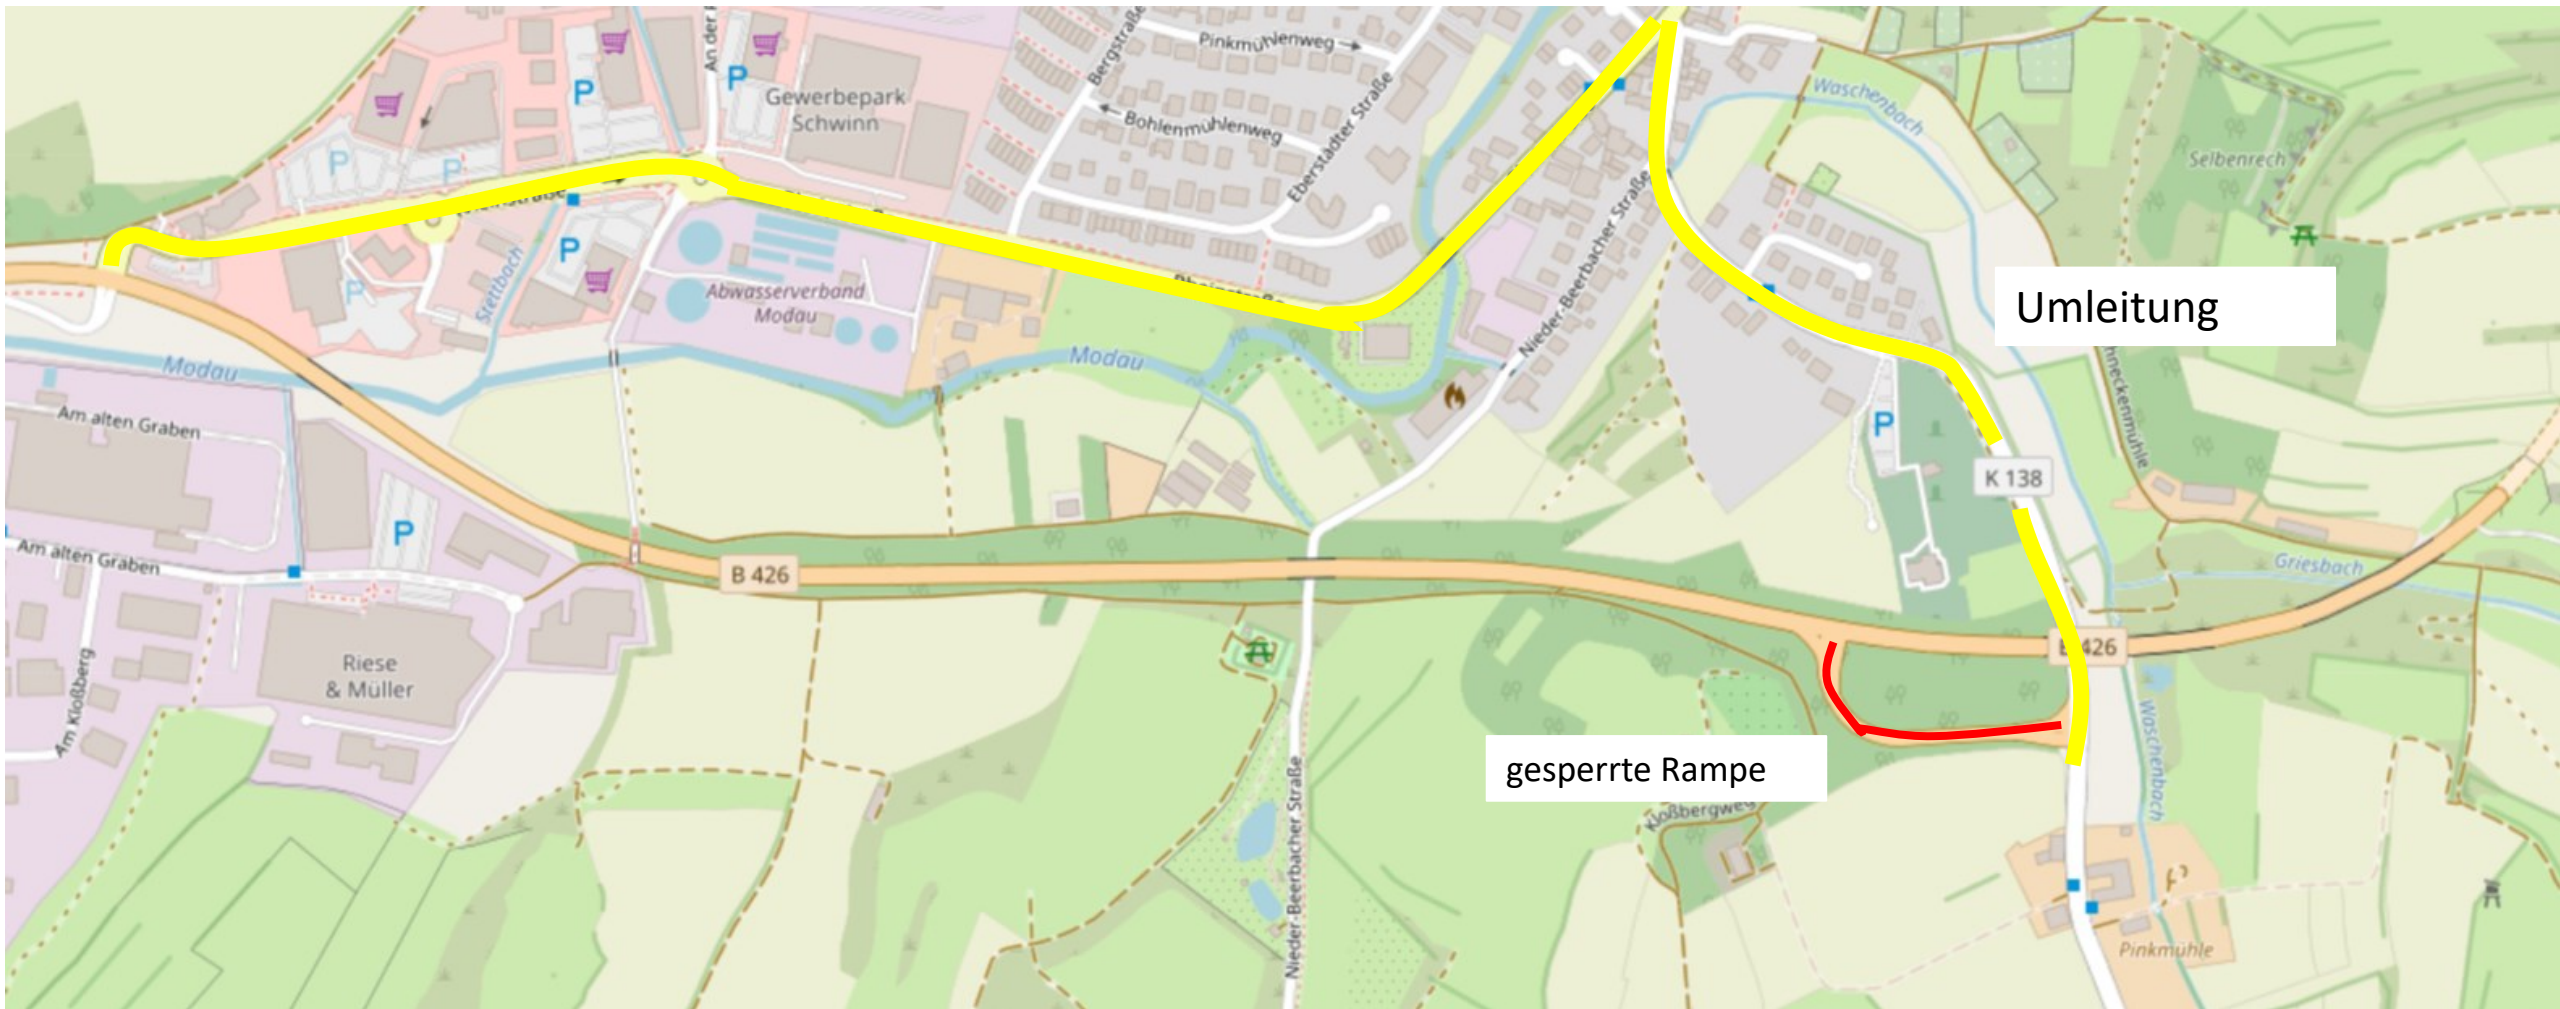 An der
Bergstraße
Pinkmühlenweg
Gewerbepark
Schwinn
Bohlenmühlenweg
Eberstädter Straße
Waschenbach
Selbenrech
P
P
P
P
P
P
Stettbach
Abwasserverband
Modau
Nieder-Beerbacher Straße
Umleitung
Modau
Modau
Am alten Graben
P
K 138
P
Am alten Graben
B 426
Griesbach
Riese
& Müller
Am Kloßberg
426
Waschenbach
gesperrte Rampe
Kloßbergweg
Nieder-Beerbacher Straße
Pinkmühle